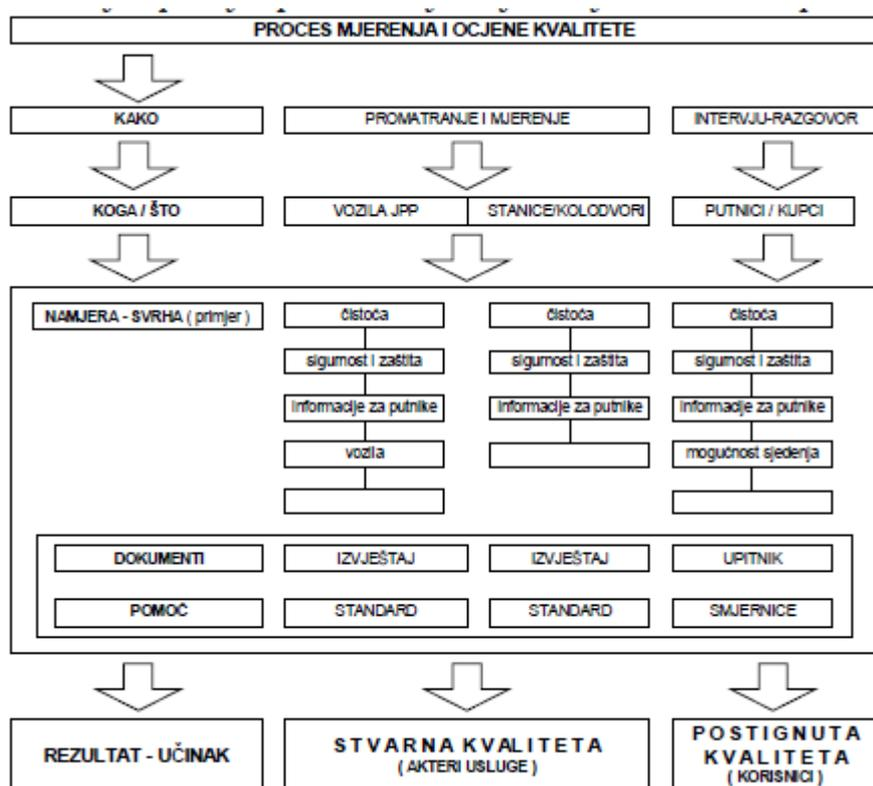 PROCES MJERENJA I OCJENE KVALITETE
KAKO
PROMATRANJE I MJERENJE
INTERVJU-RAZGOVOR
KOGA / ŠTO
VOZILA JPP
STANICE/KOLODVORI
PUTNICI / KUPCI
NAMJERA - SVRHA ( primjer )
čistoća
čistoća
čistoća
sigurnost i zaštita
sigurnost i zaštita
sigurnost i zaštita
informacije za putnike
informacije za putnike
informacije za putnike
vozila
mogućnost sjedenja
DOKUMENTI
IZVJEŠTAJ
IZVJEŠTAJ
UPITNIK
POMOČ
STANDARD
STANDARD
SMJERNICE
REZULTAT - UČINAK
STVARNA KVALITETA
( AKTERI USLUGE )
POSTIGNUTA
KVALITETA
( KORISNICI )